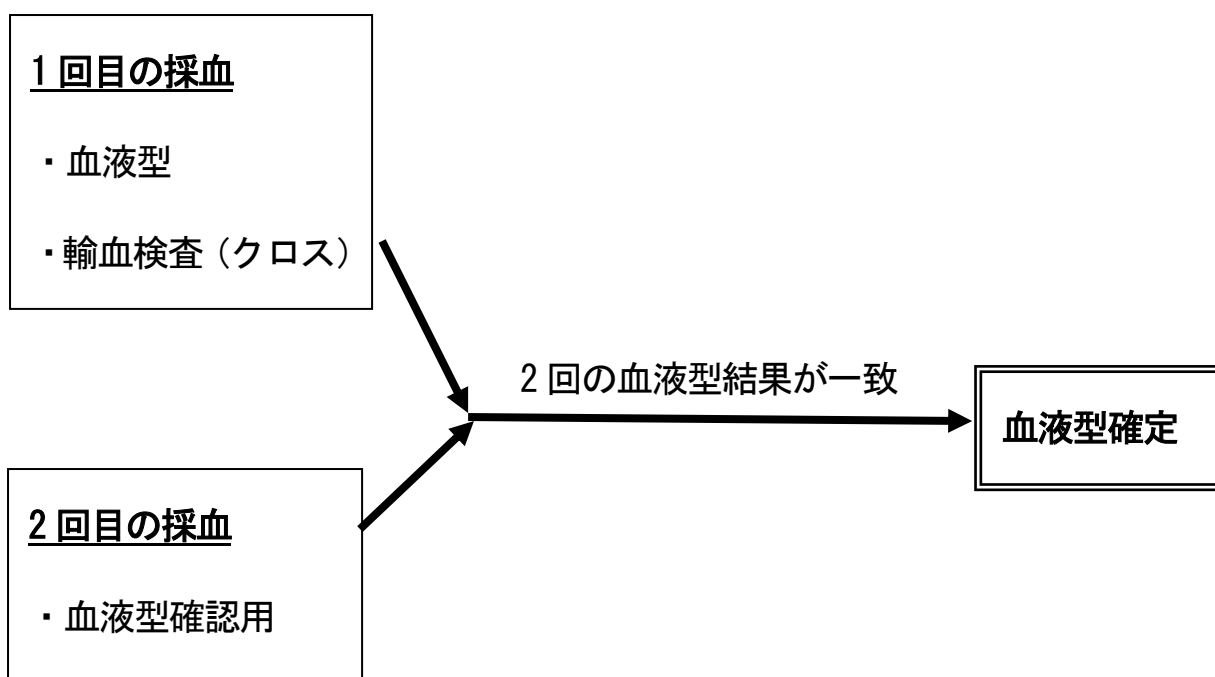 1回目の採血
・血液型
・輸血検査（クロス）
2回の血液型結果が一致
血液型確定
2回目の採血
・血液型確認用